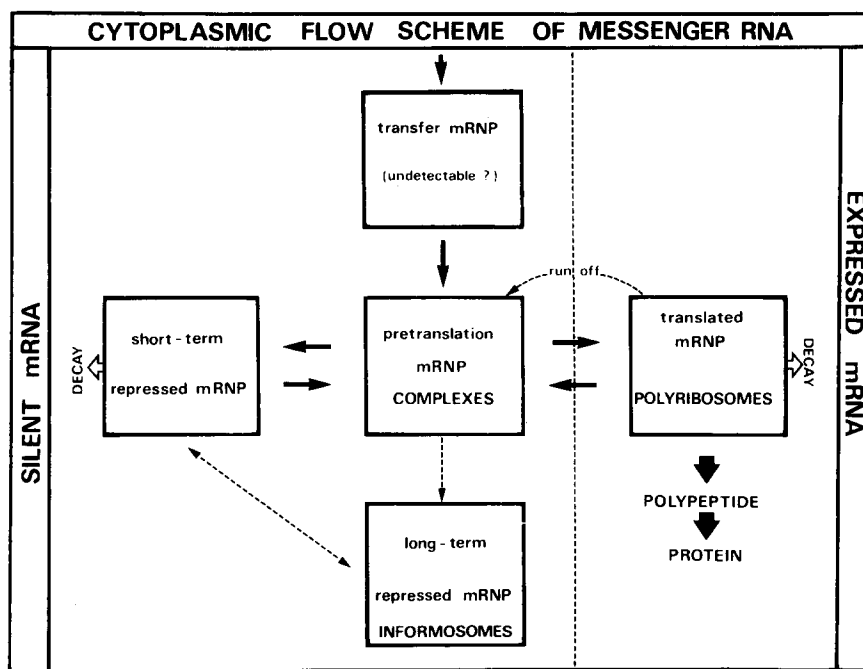 CYTOPLASMIC FLOW SCHEME OF MESSENGER RNA
SILENT mRNA
EXPRESSED mRNA
transfer mRNP
(undetectable ?)
run off
DECAY
short-term
repressed mRNP
pretranslation
mRNP
COMPLEXES
translated
mRNP
POLYRIBOSOMES
DECAY
long-term
repressed mRNP
INFORMOSOMES
POLYPEPTIDE
PROTEIN